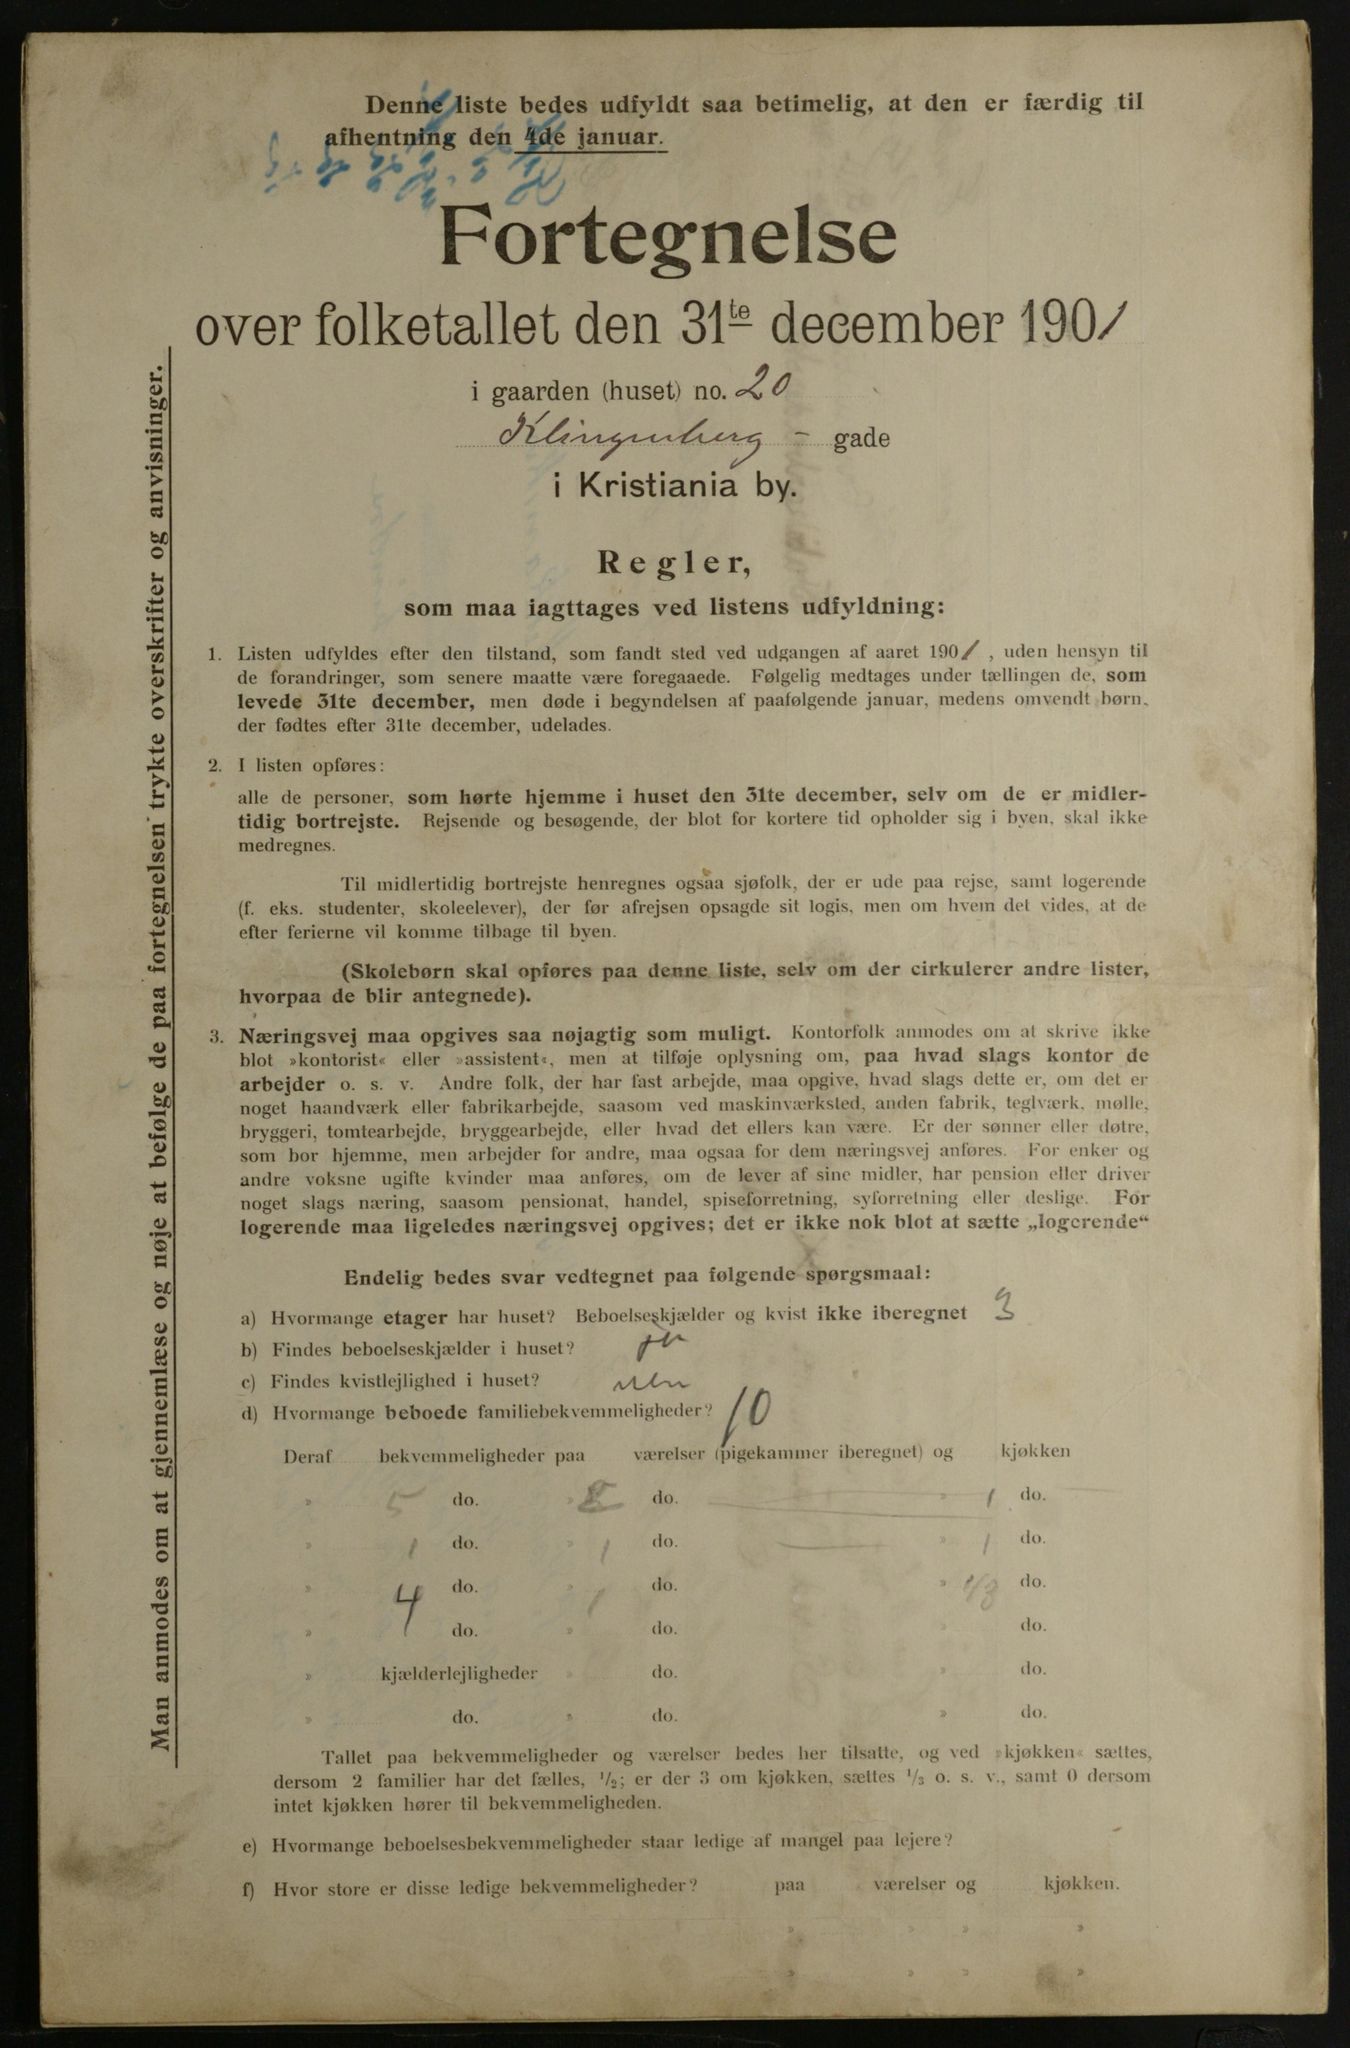 Denne liste bedes udfyldt saa betimelig, at den er færdig til
afhentning den 4de januar.
Fortegnelse
over folketallet den 31te december 1901
i gaarden (huset) no. 20
Klingenberg - gade
i Kristiania by.
Regler,
som maa iagttages ved listens udfyldning:
1. Listen udfyldes efter den tilstand, som fandt sted ved udgangen af aaret 1901 , uden hensyn til
de forandringer, som senere maatte være foregaaede. Følgelig medtages under tællingen de, som
levede 31te december, men døde i begyndelsen af paafølgende januar, medens omvendt børn,
der fødtes efter 31te december, udelades.
2. I listen opføres:
alle de personer, som hørte hjemme i huset den 31te december, selv om de er midler-
tidig bortrejste. Rejsende og besøgende, der blot for kortere tid opholder sig i byen, skal ikke
medregnes.
Til midlertidig bortrejste henregnes ogsaa sjøfolk, der er ude paa rejse, samt logerende
(f. eks. studenter, skoleelever), der før afrejsen opsagde sit logis, men om hvem det vides, at de
efter ferierne vil komme tilbage til byen.
(Skolebørn skal opføres paa denne liste, selv om der cirkulerer andre lister,
hvorpaa de blir antegnede).
3. Næringsvej maa opgives saa nøjagtig som muligt. Kontorfolk anmodes om at skrive ikke
blot »kontorist« eller »assistent«, men at tilføje oplysning om, paa hvad slags kontor de
arbejder o. s. v. Andre folk, der har fast arbejde, maa opgive, hvad slags dette er, om det er
noget haandværk eller fabrikarbejde, saasom ved maskinværksted, anden fabrik, teglværk, mølle,
bryggeri, tomtearbejde, bryggearbejde, eller hvad det ellers kan være. Er der sønner eller døtre,
som bor hjemme, men arbejder for andre, maa ogsaa for dem næringsvej anføres. For enker og
andre voksne ugifte kvinder maa anføres, om de lever af sine midler, har pension eller driver
noget slags næring, saasom pensionat, handel, spiseforretning, syforretning eller deslige. For
logerende maa ligeledes næringsvej opgives; det er ikke nok blot at sætte „logerende“
Endelig bedes svar vedtegnet paa følgende spørgsmaal:
a) Hvormange etager har huset? Beboelseskjælder og kvist ikke iberegnet 3
b) Findes beboelseskjælder i huset?
c) Findes kvistlejlighed i huset?
d) Hvormange beboede familiebekvemmeligheder? 10
Deraf bekvemmeligheder paa værelser (pigekammer iberegnet) og kjøkken
» 5 do. » do. » 1 do.
» 1 do. » 1 do. » 1 do.
» 4 do. » 1 do. » 1/3 do.
» do. » do. » do.
» kjælderlejligheder » do. » do.
» do. » do. » do.
Tallet paa bekvemmeligheder og værelser bedes her tilsatte, og ved »kjøkken« sættes,
dersom 2 familier har det fælles, 1/2; er der 3 om kjøkken, sættes 1/3 o. s. v., samt 0 dersom
intet kjøkken hører til bekvemmeligheden.
e) Hvormange beboelsesbekvemmeligheder staar ledige af mangel paa lejere?
f) Hvor store er disse ledige bekvemmeligheder? paa værelser og kjøkken.
» » » »
» » » »
Man anmodes om at gjennemlæse og nøje at befølge de paa fortegnelsen trykte overskrifter og anvisninger.